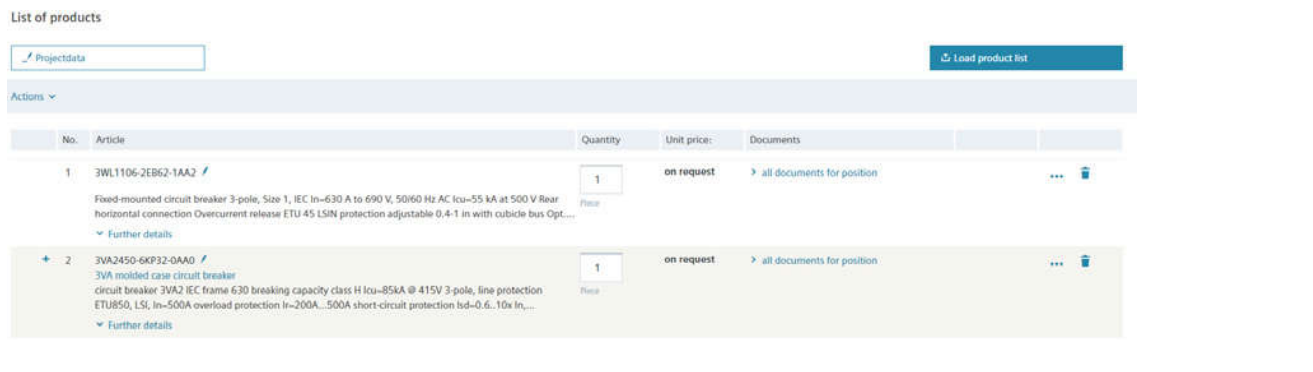 List of products
Projectdata
Load product list
Actions
No. Article Quantity Unit price: Documents
1 3WL1106-2EB62-1AA2 1 on request all documents for position
Fixed-mounted circuit breaker 3-pole, Size 1, IEC In=630 A to 690 V, 50/60 Hz AC Icu=55 kA at 500 V Rear Piece
horizontal connection Overcurrent release ETU 45 LSIN protection adjustable 0.4-1 in with cubicle bus Opt....
Further details
+ 2 3VA2450-6KP32-0AA0 1 on request all documents for position
3VA molded case circuit breaker
circuit breaker 3VA2 IEC frame 630 breaking capacity class H Icu=85kA @ 415V 3-pole, line protection Piece
ETU850, LSI, In=500A overload protection Ir=200A...500A short-circuit protection Isd=0.6..10x In,...
Further details